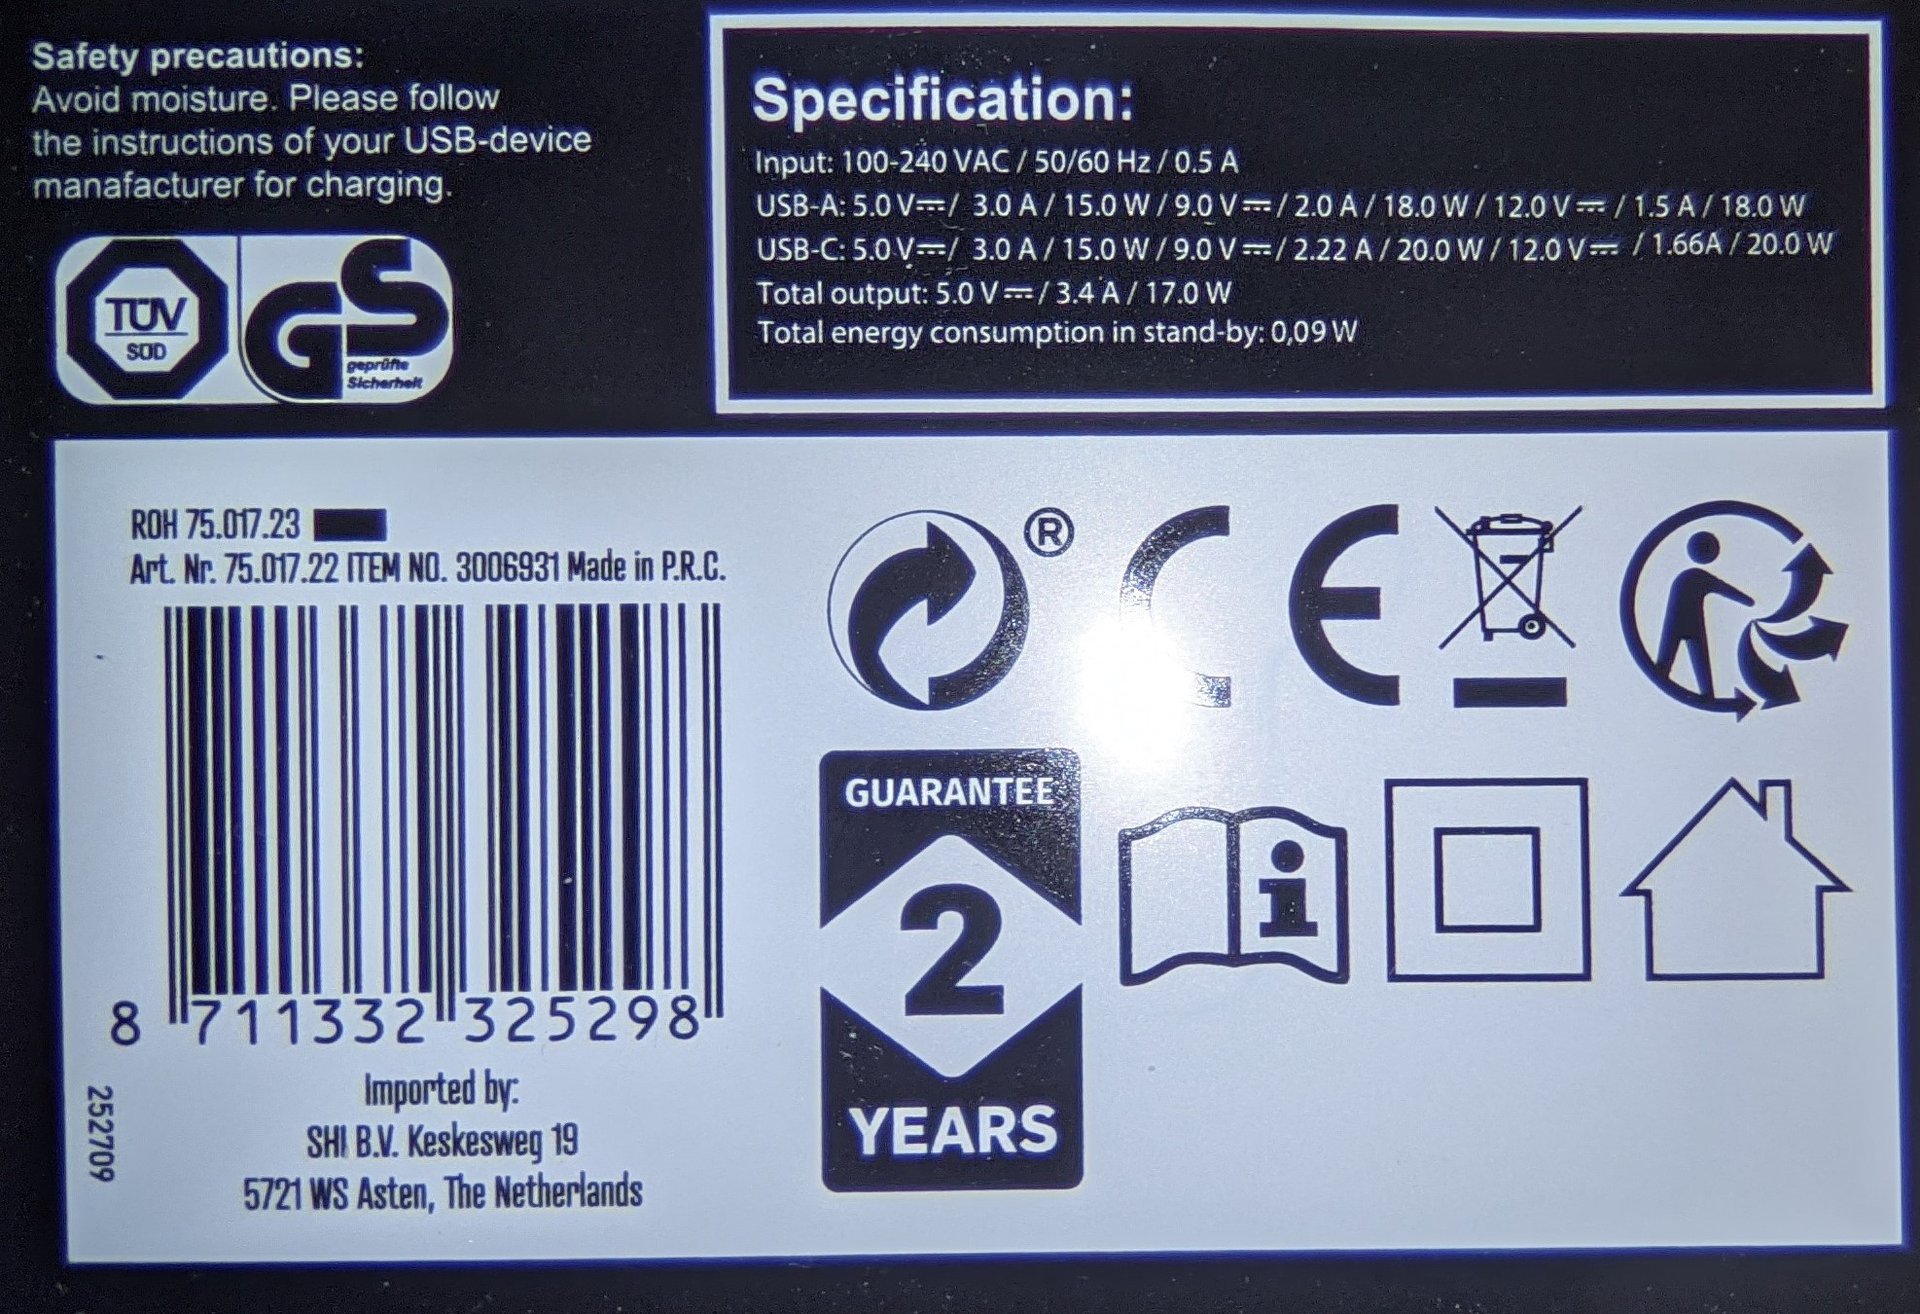 Safety precautions:
Avoid moisture. Please follow
the instructions of your USB-device
manafacturer for charging.
TÜV
SÜD
GS
geprüfte
Sicherheit
Specification:
Input: 100-240 VAC / 50/60 Hz / 0.5 A
USB-A: 5.0 V⎓/ 3.0 A / 15.0 W / 9.0 V⎓/ 2.0 A / 18.0 W / 12.0 V⎓ / 1.5 A / 18.0 W
USB-C: 5.0 V⎓/ 3.0 A / 15.0 W / 9.0 V⎓/ 2.22 A / 20.0 W / 12.0 V⎓ / 1.66A / 20.0 W
Total output: 5.0 V⎓/ 3.4 A / 17.0 W
Total energy consumption in stand-by: 0,09 W
ROH 75.017.23
Art. Nr. 75.017.22 ITEM NO. 3006931 Made in P.R.C.
8 711332 325298
252709
Imported by:
SHI B.V. Keskesweg 19
5721 WS Asten, The Netherlands
®
CE
GUARANTEE
2
YEARS
i